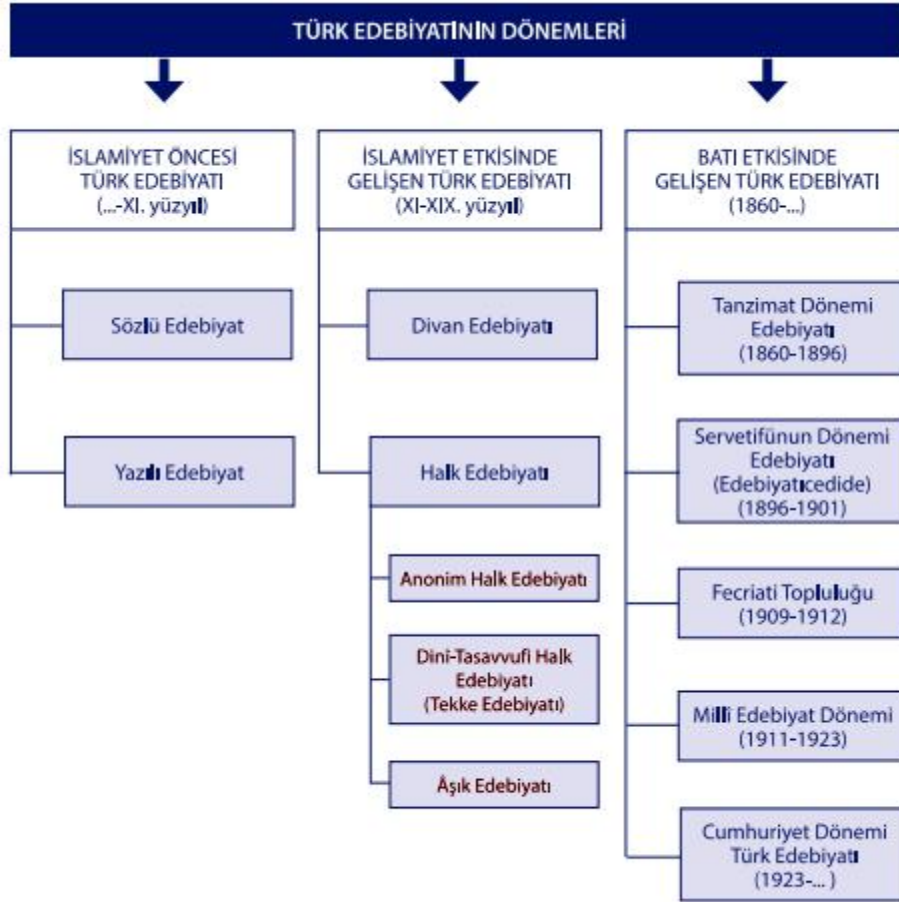 TÜRK EDEBİYATININ DÖNEMLERİ
İSLAMİYET ÖNCESİ
TÜRK EDEBİYATI
(...-XI. yüzyıl)
Sözlü Edebiyat
Yazılı Edebiyat
İSLAMİYET ETKİSİNDE
GELİŞEN TÜRK EDEBİYATI
(XI-XIX. yüzyıl)
Divan Edebiyatı
Halk Edebiyatı
Anonim Halk Edebiyatı
Dini-Tasavvufi Halk
Edebiyatı
(Tekke Edebiyatı)
Âşık Edebiyatı
BATI ETKİSİNDE
GELİŞEN TÜRK EDEBİYATI
(1860-...)
Tanzimat Dönemi
Edebiyatı
(1860-1896)
Servetifünun Dönemi
Edebiyatı
(Edebiyatıcedide)
(1896-1901)
Fecriati Topluluğu
(1909-1912)
Millî Edebiyat Dönemi
(1911-1923)
Cumhuriyet Dönemi
Türk Edebiyatı
(1923-... )